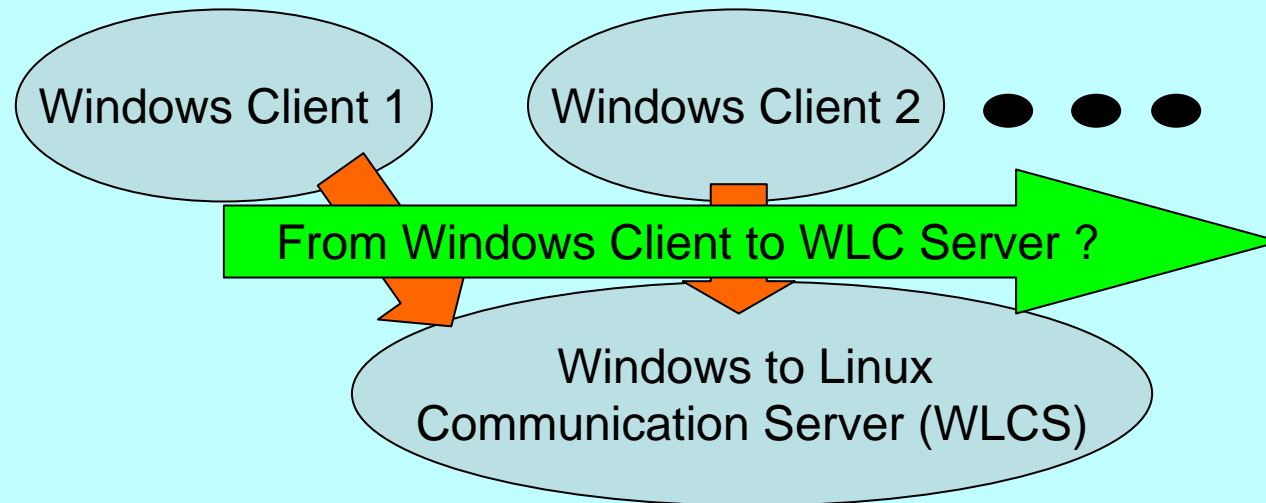 Windows Client 1
Windows Client 2
From Windows Client to WLC Server ?
Windows to Linux
Communication Server (WLCS)